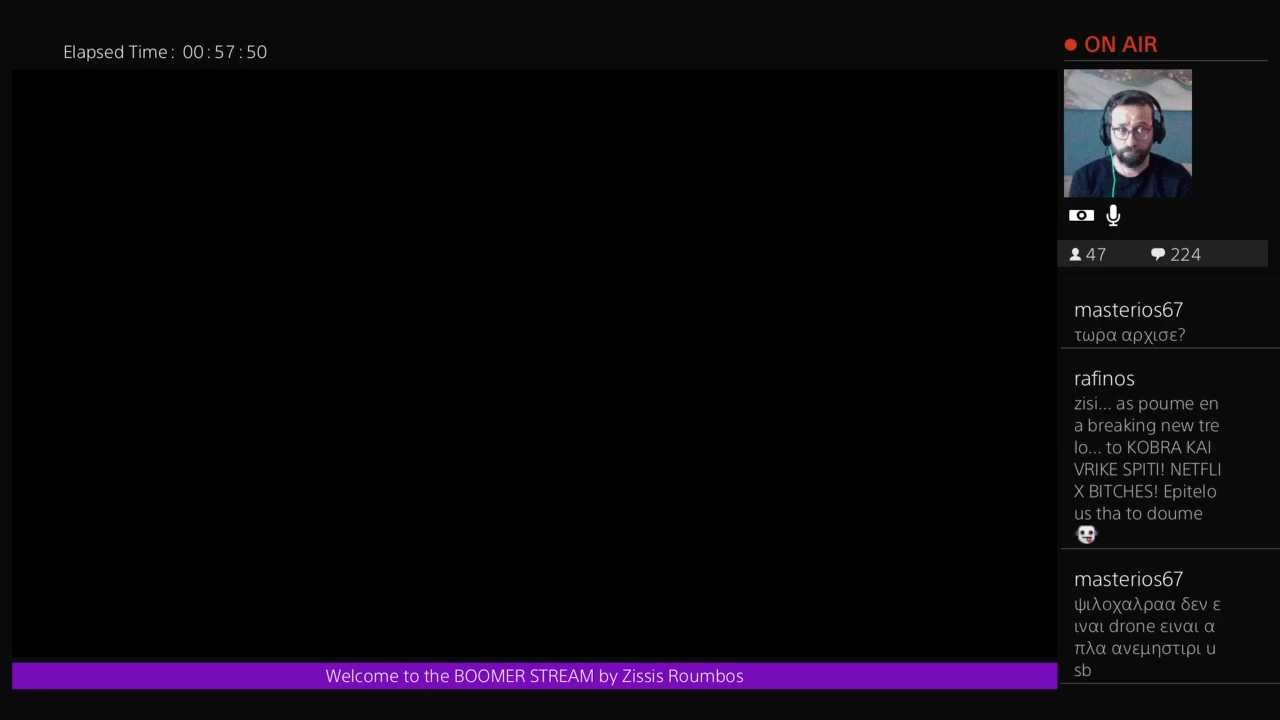 Elapsed Time: 00:57:50
ON AIR
47 224
masterios67
τωρα αρχισε?
rafinos
zisi... as poume en
a breaking new tre
lo... to KOBRA KAI
VRIKE SPITI! NETFLI
X BITCHES! Epitelo
us tha to doume
masterios67
ψιλοχαλραα δεν ε
ιναι drone ειναι α
πλα ανεμηστιρι u
sb
Welcome to the BOOMER STREAM by Zissis Roumbos